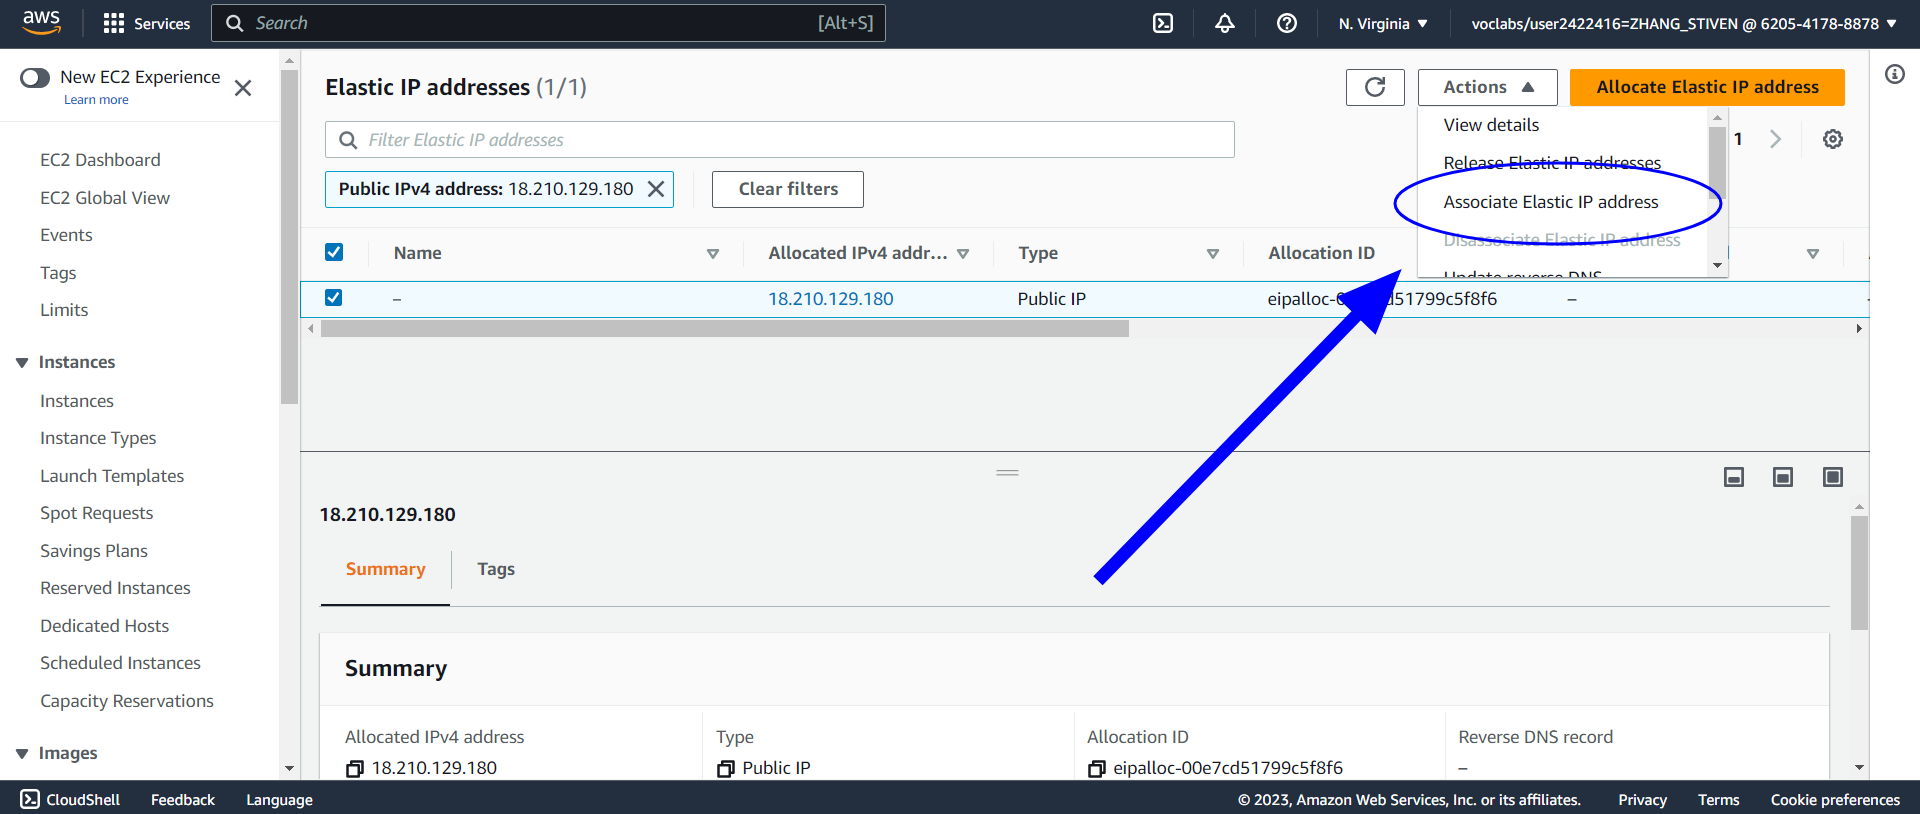 aws
Services
Search
[Alt+S]
N. Virginia
voclabs/user2422416=ZHANG_STIVEN @ 6205-4178-8878
New EC2 Experience
Learn more
EC2 Dashboard
EC2 Global View
Events
Tags
Limits
Instances
Instances
Instance Types
Launch Templates
Spot Requests
Savings Plans
Reserved Instances
Dedicated Hosts
Scheduled Instances
Capacity Reservations
Images
Elastic IP addresses (1/1)
Actions
Allocate Elastic IP address
View details
Release Elastic IP addresses
Associate Elastic IP address
Disassociate Elastic IP address
Update reverse DNS
Filter Elastic IP addresses
1
Public IPv4 address: 18.210.129.180
Clear filters
Name
Allocated IPv4 addr...
Type
Allocation ID
–
18.210.129.180
Public IP
–
18.210.129.180
Summary
Tags
Summary
Allocated IPv4 address
18.210.129.180
Type
Public IP
Allocation ID
eipalloc-00e7cd51799c5f8f6
Reverse DNS record
–
CloudShell
Feedback
Language
© 2023, Amazon Web Services, Inc. or its affiliates.
Privacy
Terms
Cookie preferences